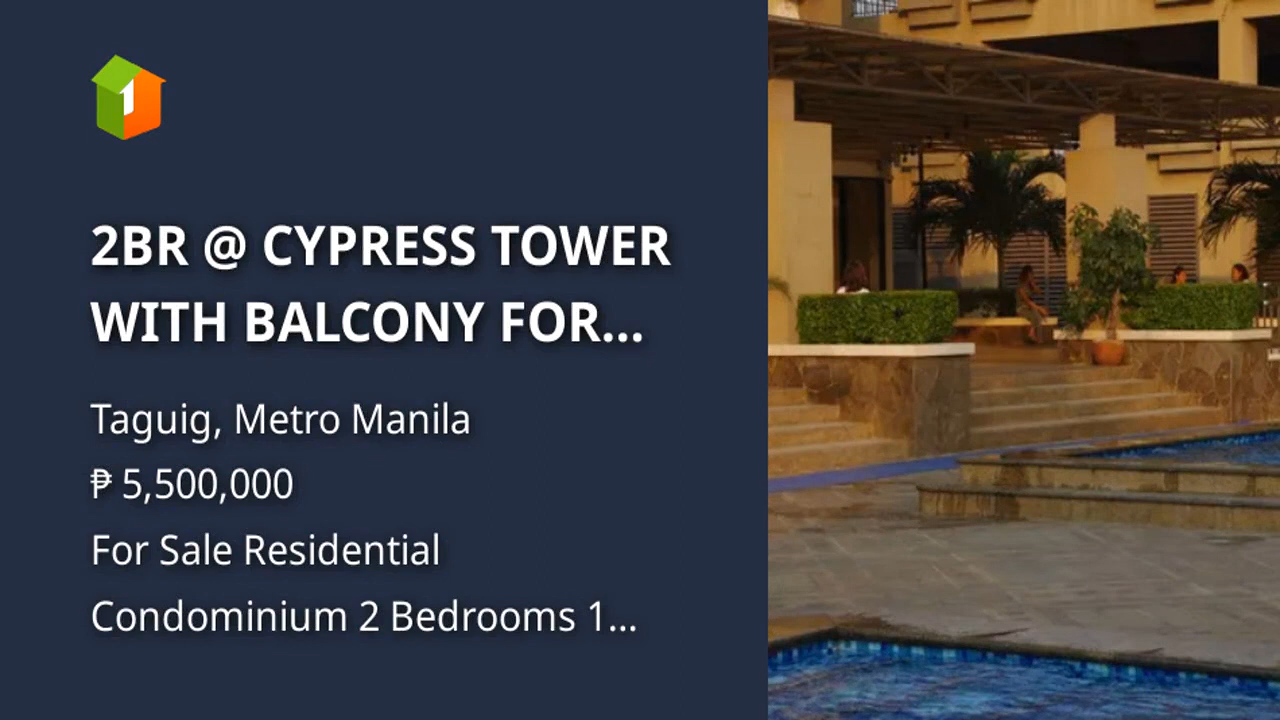 2BR @ CYPRESS TOWER
WITH BALCONY FOR...
Taguig, Metro Manila
₱ 5,500,000
For Sale Residential
Condominium 2 Bedrooms 1...